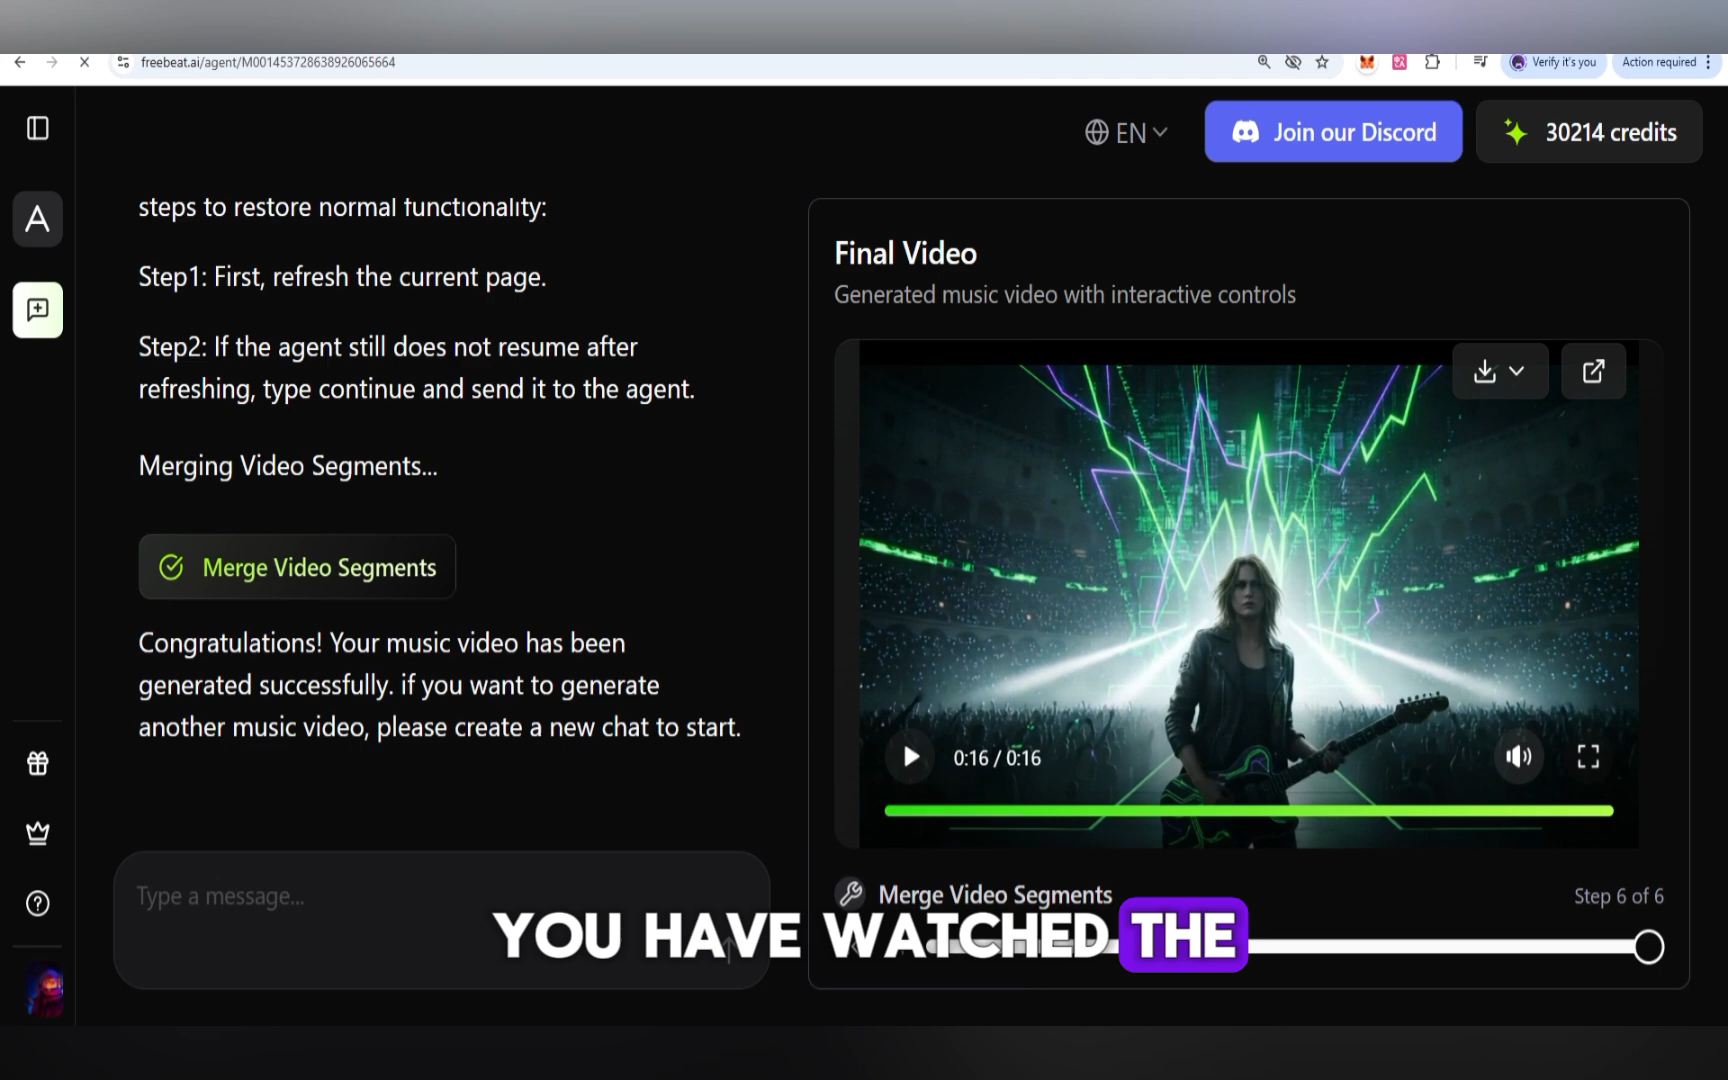 freebeat.ai/agent/M001453728638926065664
Verify it's you
Action required
EN
Join our Discord
30214 credits
steps to restore normal functionality:
Step1: First, refresh the current page.
Step2: If the agent still does not resume after
refreshing, type continue and send it to the agent.
Merging Video Segments...
Merge Video Segments
Congratulations! Your music video has been
generated successfully. if you want to generate
another music video, please create a new chat to start.
Type a message...
Final Video
Generated music video with interactive controls
0:16 / 0:16
Merge Video Segments
Step 6 of 6
YOU HAVE WATCHED THE